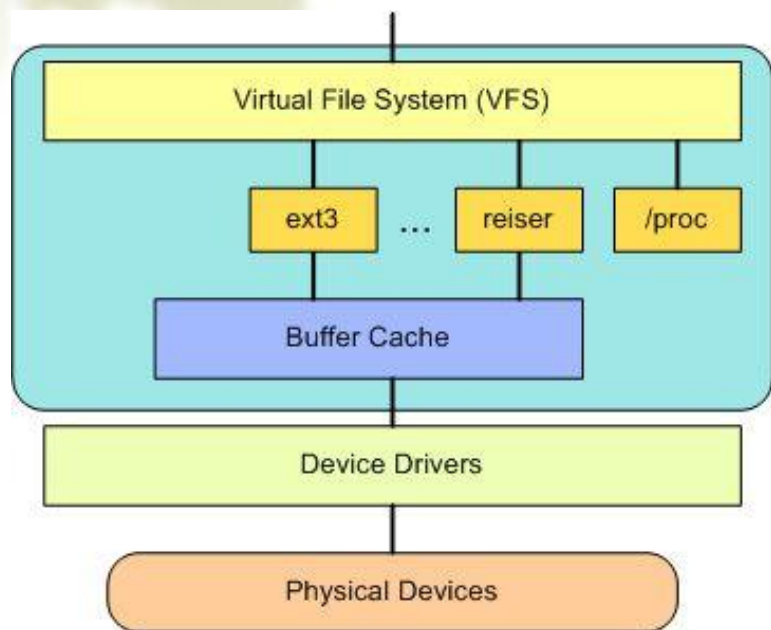 Virtual File System (VFS)
ext3 ... reiser /proc
Buffer Cache
Device Drivers
Physical Devices